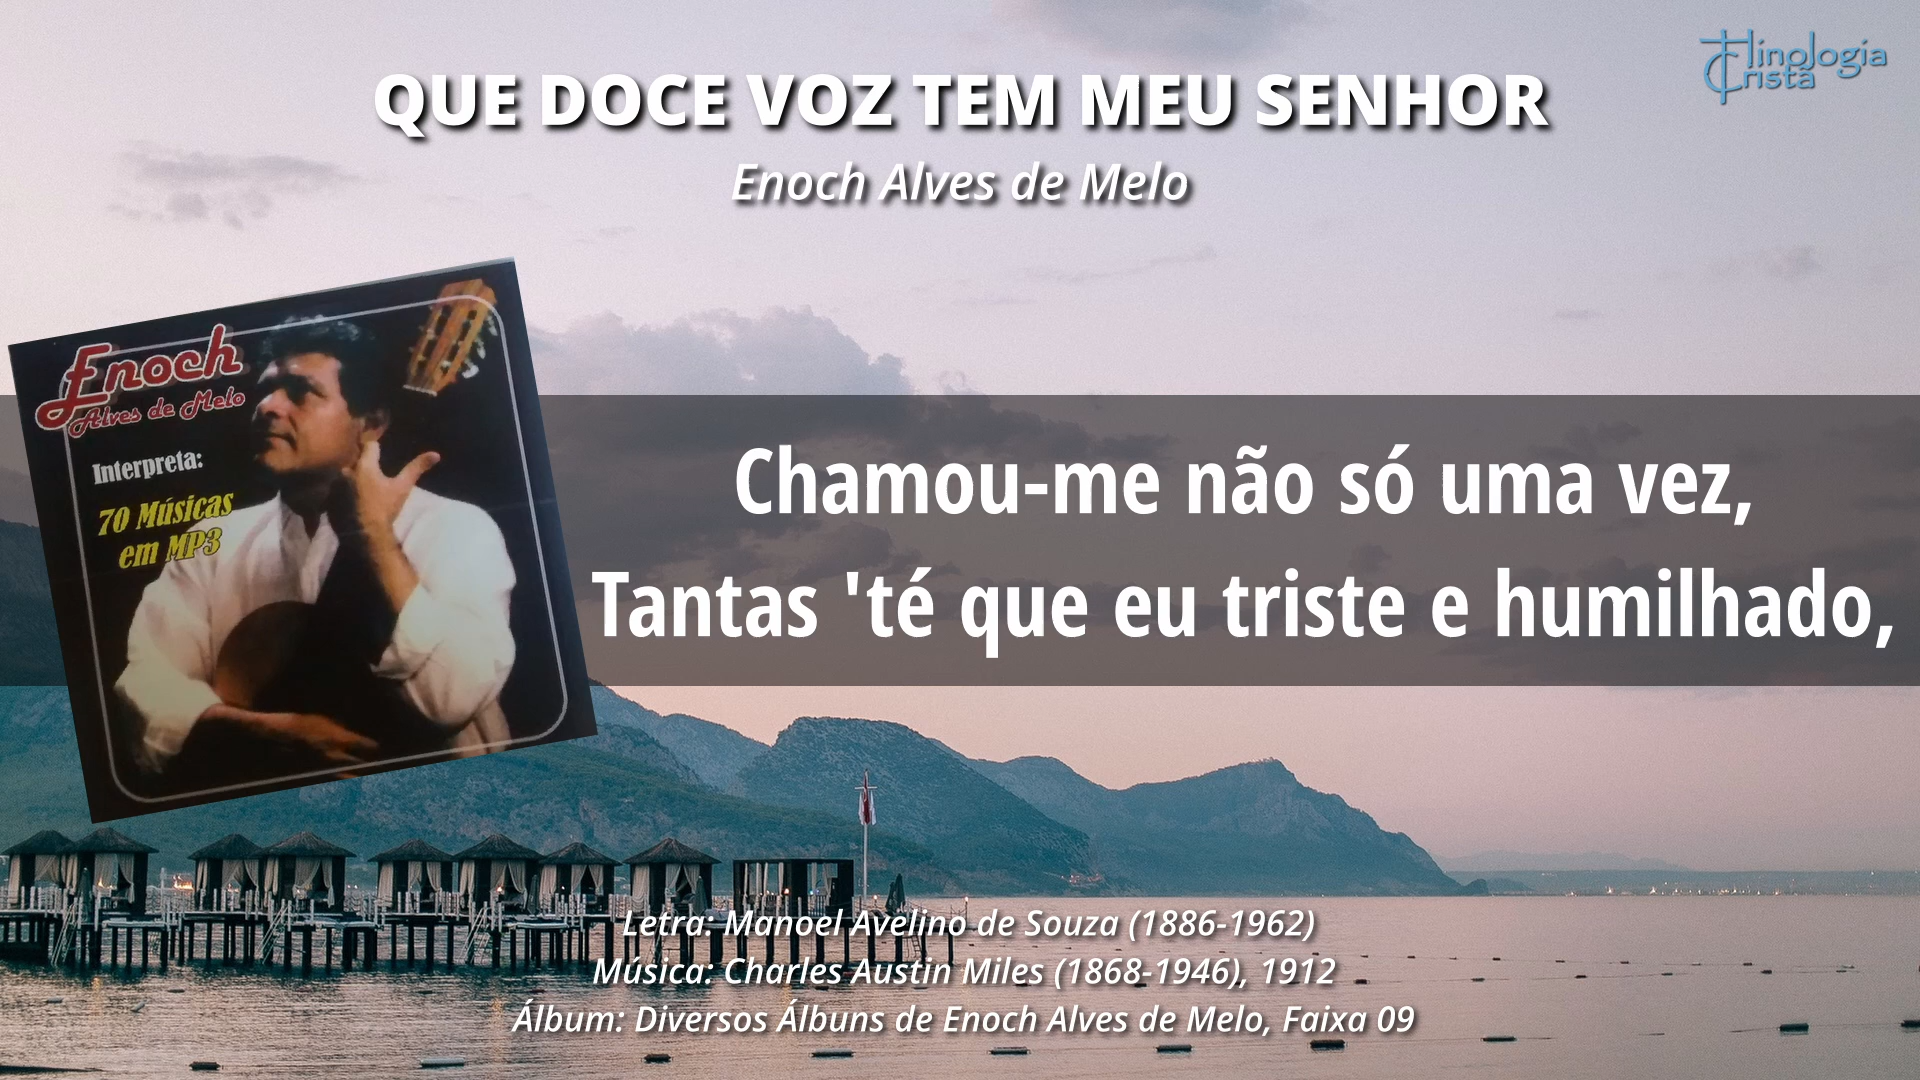 Hinologia
Cristã
QUE DOCE VOZ TEM MEU SENHOR
Enoch Alves de Melo
Enoch
Alves de Melo
Interpreta:
70 Músicas
em MP3
Chamou-me não só uma vez,
Tantas 'té que eu triste e humilhado,
Letra: Manoel Avelino de Souza (1886-1962)
Música: Charles Austin Miles (1868-1946), 1912
Álbum: Diversos Álbuns de Enoch Alves de Melo, Faixa 09